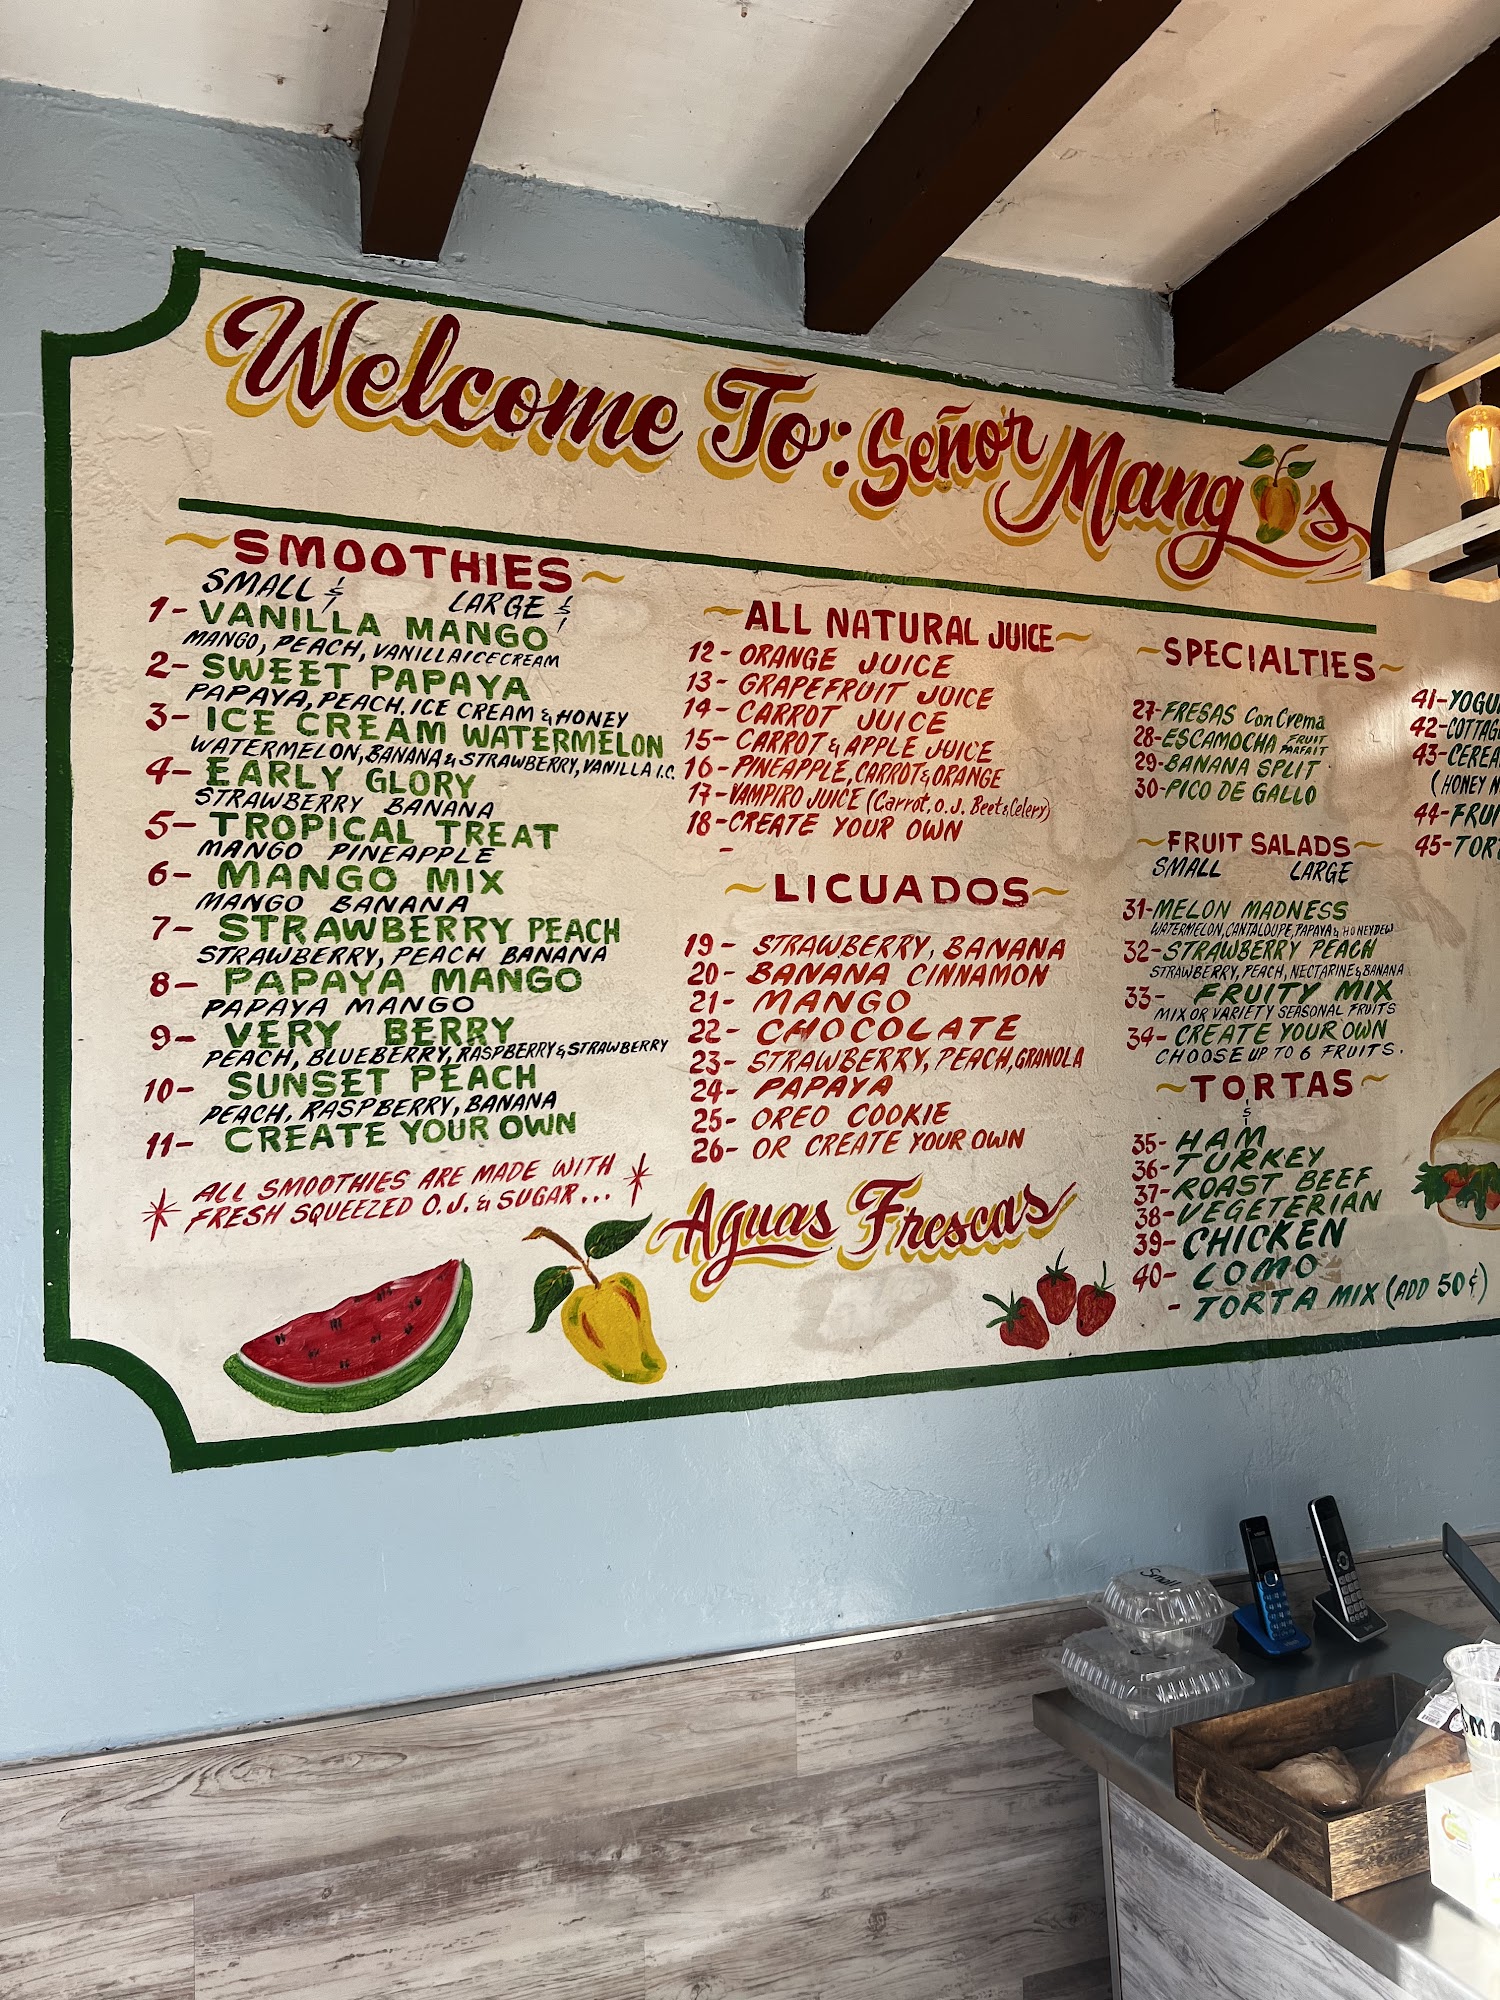 Welcome To: Señor Mango's
SMOOTHIES
SMALL $ LARGE $
1- VANILLA MANGO
MANGO, PEACH, VANILLA ICE CREAM
2- SWEET PAPAYA
PAPAYA, PEACH, ICE CREAM & HONEY
3- ICE CREAM WATERMELON
WATERMELON, BANANA & STRAWBERRY, VANILLA I.C.
4- EARLY GLORY
STRAWBERRY BANANA
5- TROPICAL TREAT
MANGO PINEAPPLE
6- MANGO MIX
MANGO BANANA
7- STRAWBERRY PEACH
STRAWBERRY, PEACH BANANA
8- PAPAYA MANGO
PAPAYA MANGO
9- VERY BERRY
PEACH, BLUEBERRY, RASPBERRY & STRAWBERRY
10- SUNSET PEACH
PEACH, RASPBERRY, BANANA
11- CREATE YOUR OWN
ALL SMOOTHIES ARE MADE WITH
FRESH SQUEEZED O.J. & SUGAR...
ALL NATURAL JUICE
12- ORANGE JUICE
13- GRAPEFRUIT JUICE
14- CARROT JUICE
15- CARROT & APPLE JUICE
16- PINEAPPLE, CARROT & ORANGE
17- VAMPIRO JUICE (Carrot, O.J. Beet & Celery)
18- CREATE YOUR OWN
-
LICUADOS
19- STRAWBERRY, BANANA
20- BANANA CINNAMON
21- MANGO
22- CHOCOLATE
23- STRAWBERRY, PEACH, GRANOLA
24- PAPAYA
25- OREO COOKIE
26- OR CREATE YOUR OWN
Aguas Frescas
SPECIALTIES
27- FRESAS Con Crema
28- ESCAMOCHA FRUIT PARFAIT
29- BANANA SPLIT
30- PICO DE GALLO
FRUIT SALADS
SMALL LARGE
31- MELON MADNESS
WATERMELON, CANTALOUPE, PAPAYA & HONEYDEW
32- STRAWBERRY PEACH
STRAWBERRY, PEACH, NECTARINE & BANANA
33- FRUITY MIX
MIX OR VARIETY SEASONAL FRUITS
34- CREATE YOUR OWN
CHOOSE UP TO 6 FRUITS.
TORTAS
$
35- HAM
36- TURKEY
37- ROAST BEEF
38- VEGETERIAN
39- CHICKEN
40- LOMO
- TORTA MIX (ADD 50¢)
41- YOGU
42- COTTAG
43- CEREA
(HONEY N
44- FRUI
45- TORT
Small